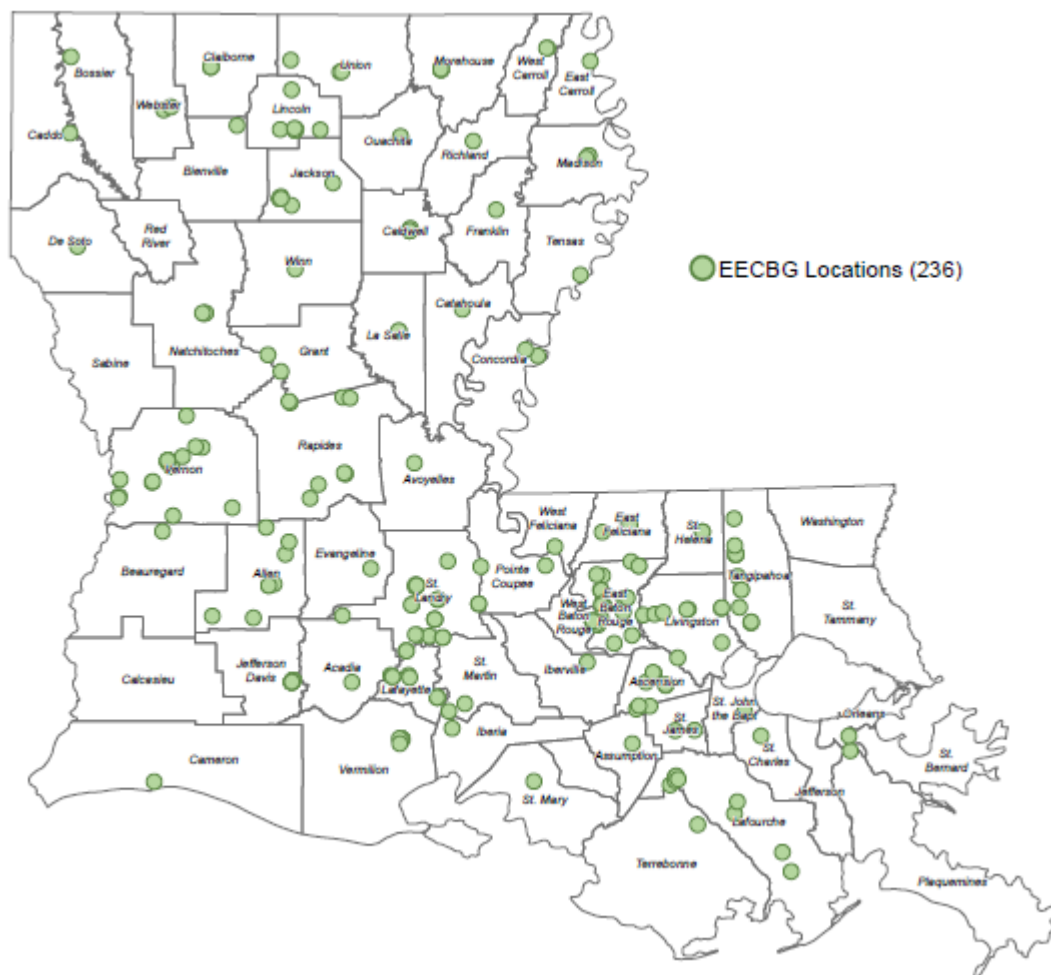 Claiborne
Union
Morehouse
West
Carroll
East
Carroll
Bossier
Webster
Lincoln
Caddo
Ouachita
Richland
Madison
Bienville
Jackson
De Soto
Red
River
Caldwell
Franklin
Tensas
Winn
EECBG Locations (236)
Catahoula
La Salle
Natchitoches
Grant
Concordia
Sabine
Rapides
Vernon
Avoyelles
West
Feliciana
East
Feliciana
St.
Helena
Washington
Beauregard
Allen
Evangeline
St.
Landry
Pointe
Coupee
Tangipahoa
West
Baton
Rouge
East
Baton
Rouge
Livingston
St.
Tammany
Calcasieu
Jefferson
Davis
Acadia
Lafayette
St.
Martin
Iberville
Ascension
St. John
the Bapt
Orleans
St.
James
St.
Charles
St.
Bernard
Cameron
Vermilion
Iberia
Assumption
Jefferson
St. Mary
Lafourche
Terrebonne
Plaquemines